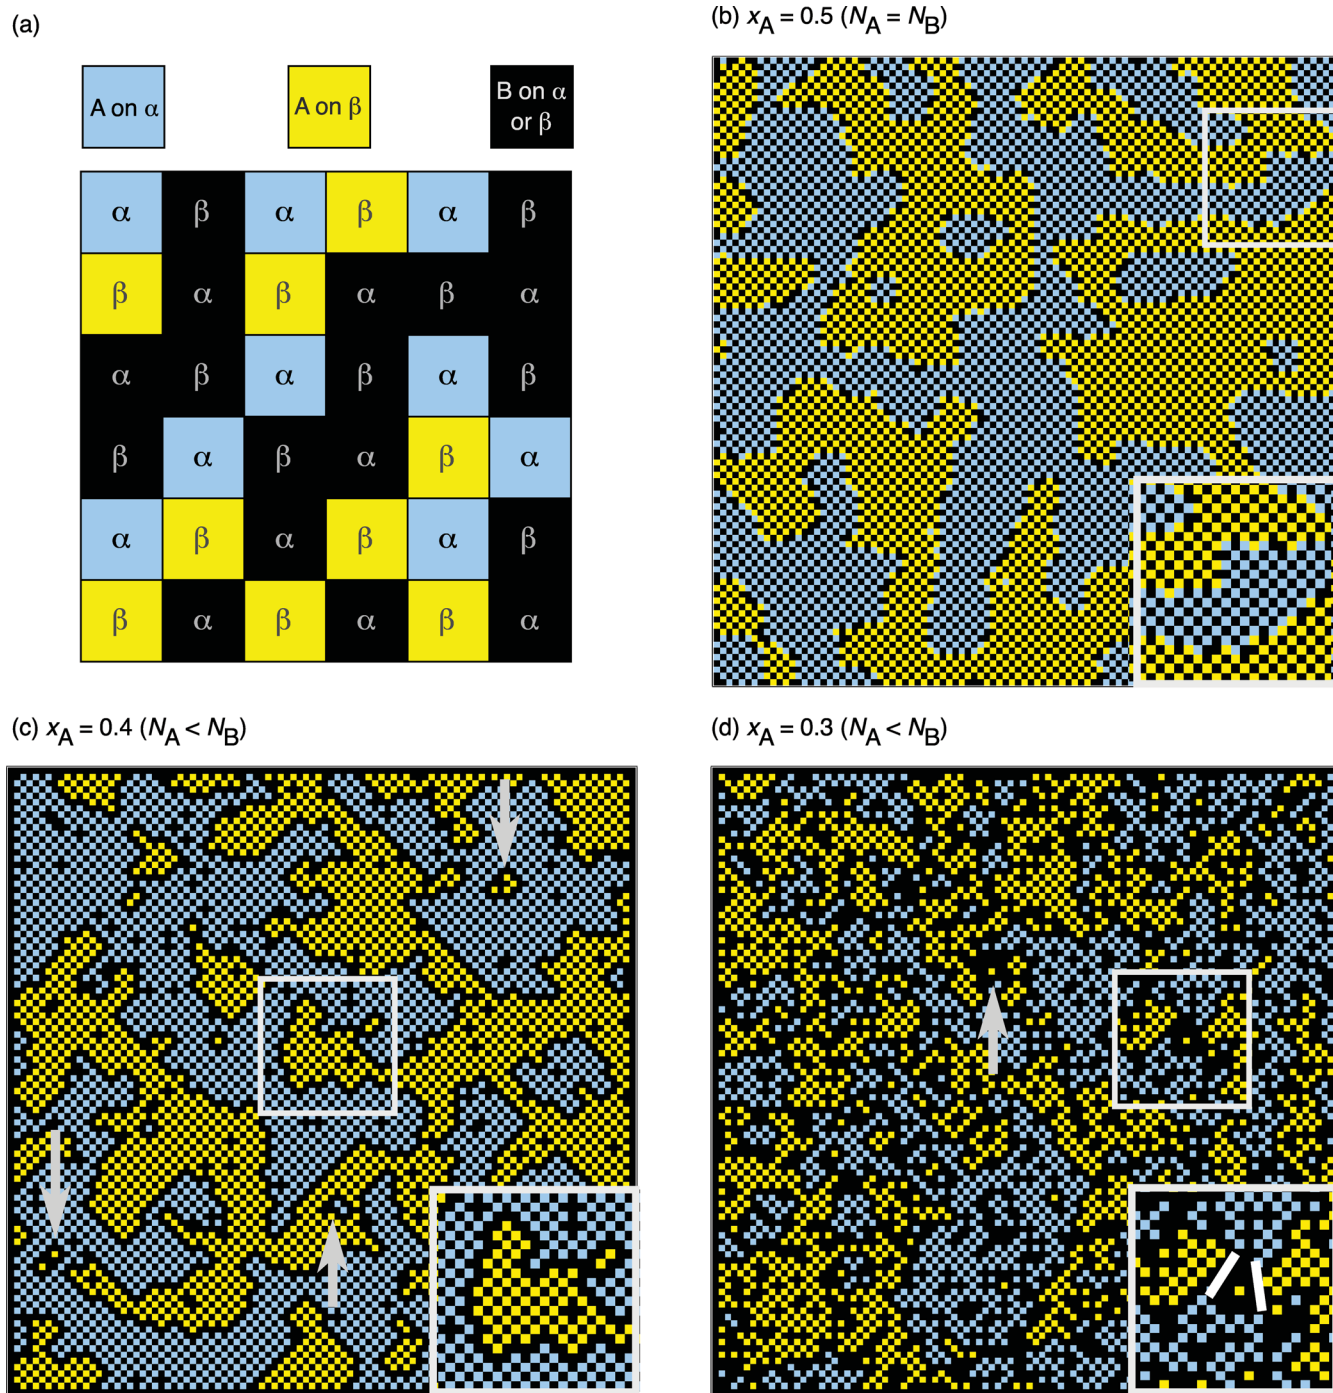 (a)
A on α
A on β
B on α
or β
α β α β α β
β α β α β α
α β α β α β
β α β α β α
α β α β α β
β α β α β α
(b) xA = 0.5 (NA = NB)
(c) xA = 0.4 (NA < NB)
(d) xA = 0.3 (NA < NB)